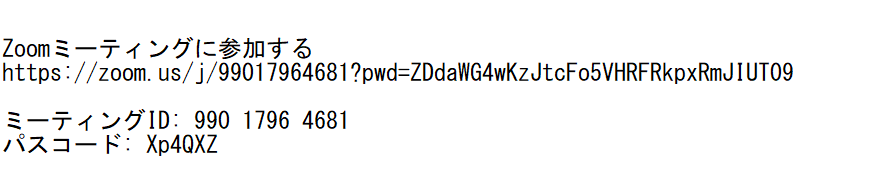 Zoomミーティングに参加する
https://zoom.us/j/99017964681?pwd=ZDdaWG4wKzJtcFo5VHRFRkpxRmJIUT09
ミーティングID: 990 1796 4681
パスコード: Xp4QXZ